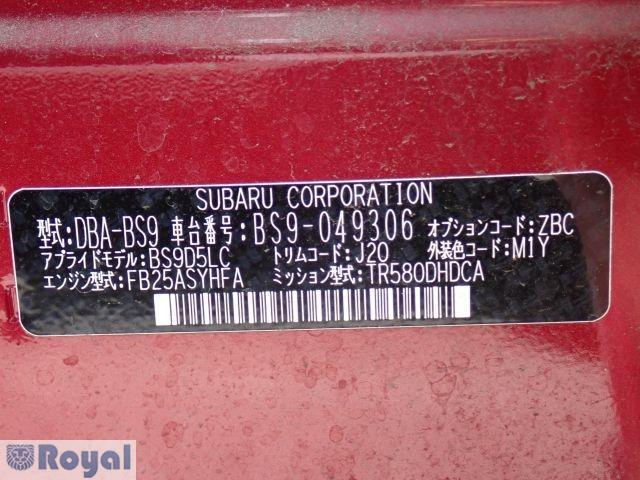 SUBARU CORPORATION
型式:DBA-BS9 車台番号:BS9-049306 オプションコード:ZBC
アプライドモデル:BS9D5LC トリムコード:J20 外装色コード:M1Y
エンジン型式:FB25ASYHFA ミッション型式:TR580DHDCA
Royal